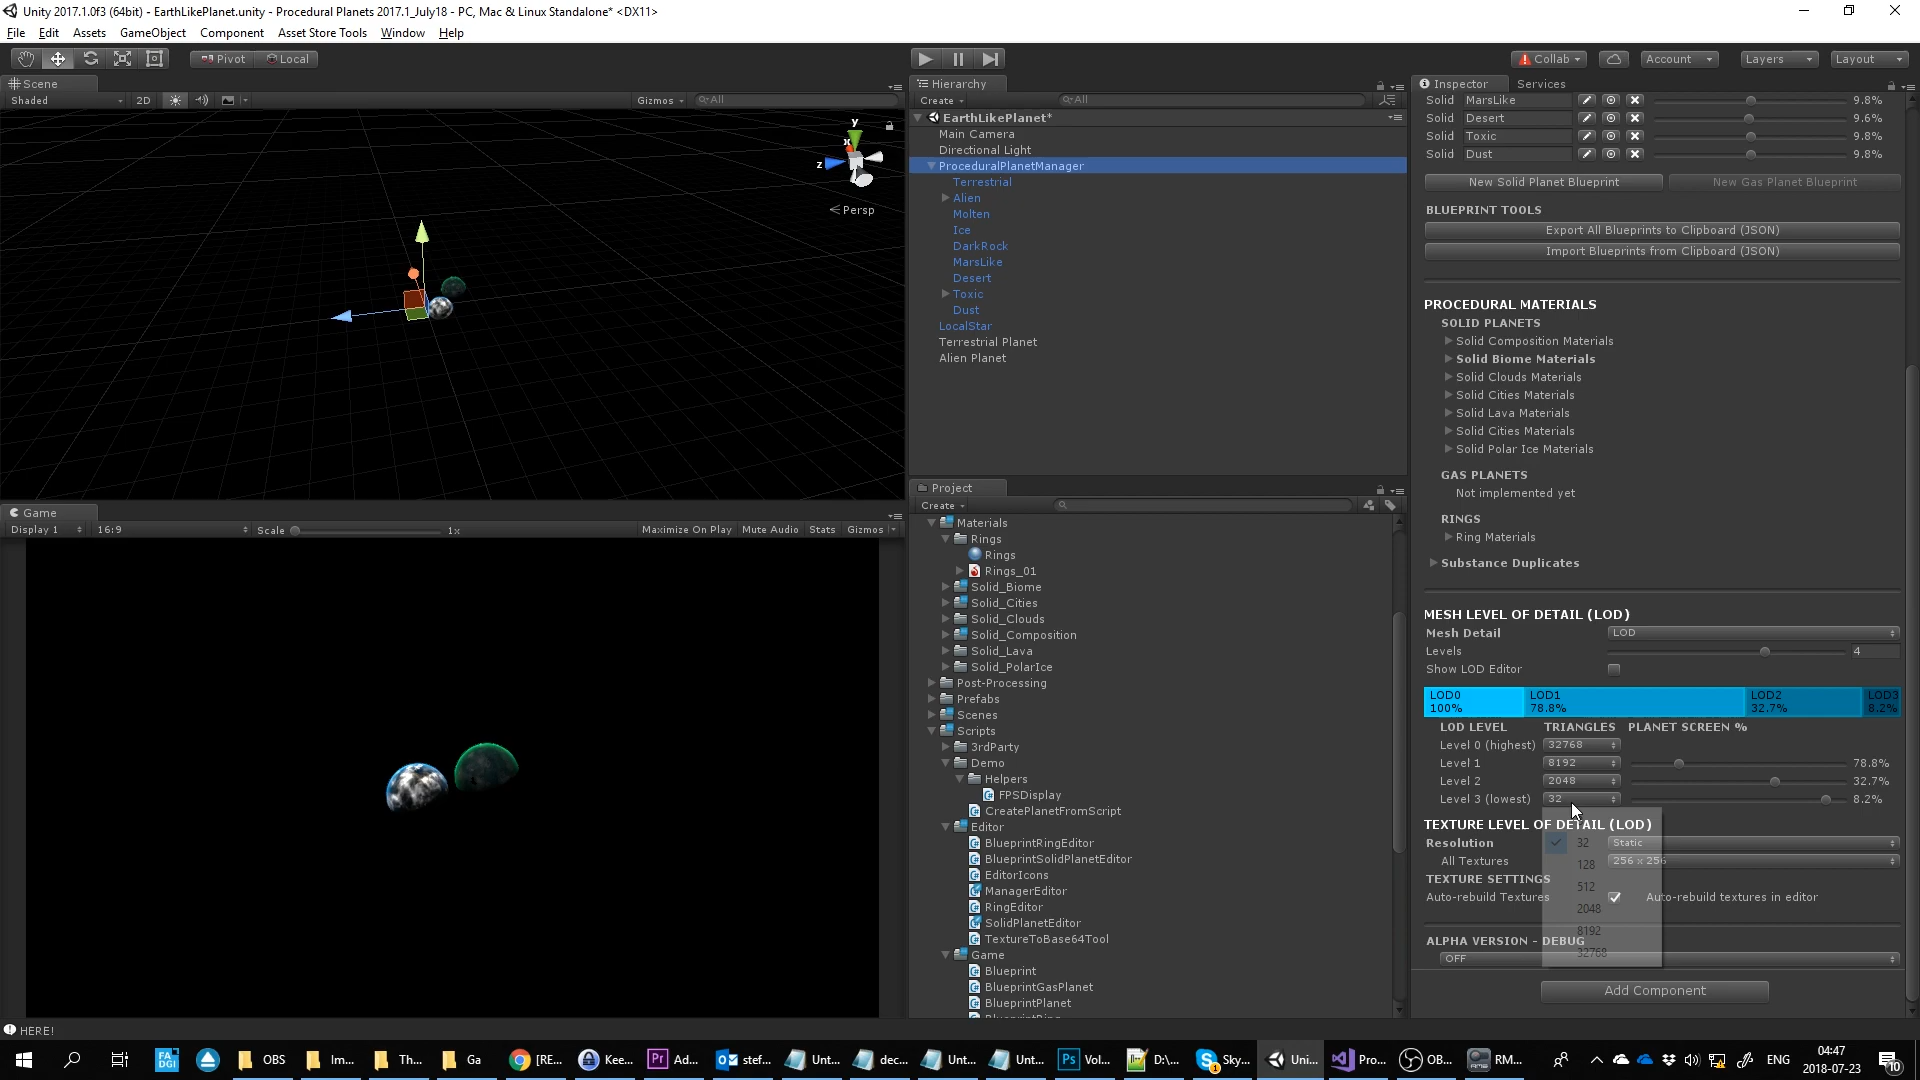 Unity 2017.1.0f3 (64bit) - EarthLikePlanet.unity - Procedural Planets 2017.1_July18 - PC, Mac & Linux Standalone* <DX11>
File Edit Assets GameObject Component Asset Store Tools Window Help
Pivot Local Collab Account Layers Layout
Scene
Shaded 2D Gizmos All
y
x
z
Persp
Game
Display 1 16:9 Scale 1x Maximize On Play Mute Audio Stats Gizmos
Hierarchy
Create All
EarthLikePlanet*
Main Camera
Directional Light
ProceduralPlanetManager
Terrestrial
Alien
Molten
Ice
DarkRock
MarsLike
Desert
Toxic
Dust
LocalStar
Terrestrial Planet
Alien Planet
Project
Create
Materials
Rings
Rings
Rings_01
Solid_Biome
Solid_Cities
Solid_Clouds
Solid_Composition
Solid_Lava
Solid_PolarIce
Post-Processing
Prefabs
Scenes
Scripts
3rdParty
Demo
Helpers
FPSDisplay
CreatePlanetFromScript
Editor
BlueprintRingEditor
BlueprintSolidPlanetEditor
EditorIcons
ManagerEditor
RingEditor
SolidPlanetEditor
TextureToBase64Tool
Game
Blueprint
BlueprintGasPlanet
BlueprintPlanet
Inspector Services
Solid MarsLike 9.8%
Solid Desert 9.6%
Solid Toxic 9.8%
Solid Dust 9.8%
New Solid Planet Blueprint New Gas Planet Blueprint
BLUEPRINT TOOLS
Export All Blueprints to Clipboard (JSON)
Import Blueprints from Clipboard (JSON)
PROCEDURAL MATERIALS
SOLID PLANETS
Solid Composition Materials
Solid Biome Materials
Solid Clouds Materials
Solid Cities Materials
Solid Lava Materials
Solid Cities Materials
Solid Polar Ice Materials
GAS PLANETS
Not implemented yet
RINGS
Ring Materials
Substance Duplicates
MESH LEVEL OF DETAIL (LOD)
Mesh Detail LOD
Levels 4
Show LOD Editor
LOD0 LOD1 LOD2 LOD3
100% 78.8% 32.7% 8.2%
LOD LEVEL TRIANGLES PLANET SCREEN %
Level 0 (highest) 32768
Level 1 8192 78.8%
Level 2 2048 32.7%
Level 3 (lowest) 32 8.2%
TEXTURE LEVEL OF DETAIL (LOD)
Resolution 32 Static
All Textures 128 256 x 256
TEXTURE SETTINGS 512
Auto-rebuild Textures Auto-rebuild textures in editor
2048
8192
ALPHA VERSION - DEBUG
32768
OFF
Add Component
HERE!
FA
DGI
OBS Im... Th... Ga [RE... Kee... Pr Ad... stef... Unt... dec... Unt... Unt... Ps Vol... D:\... Sky... 1 Uni... Pro... OB... RM... ENG 04:47
2018-07-23
10